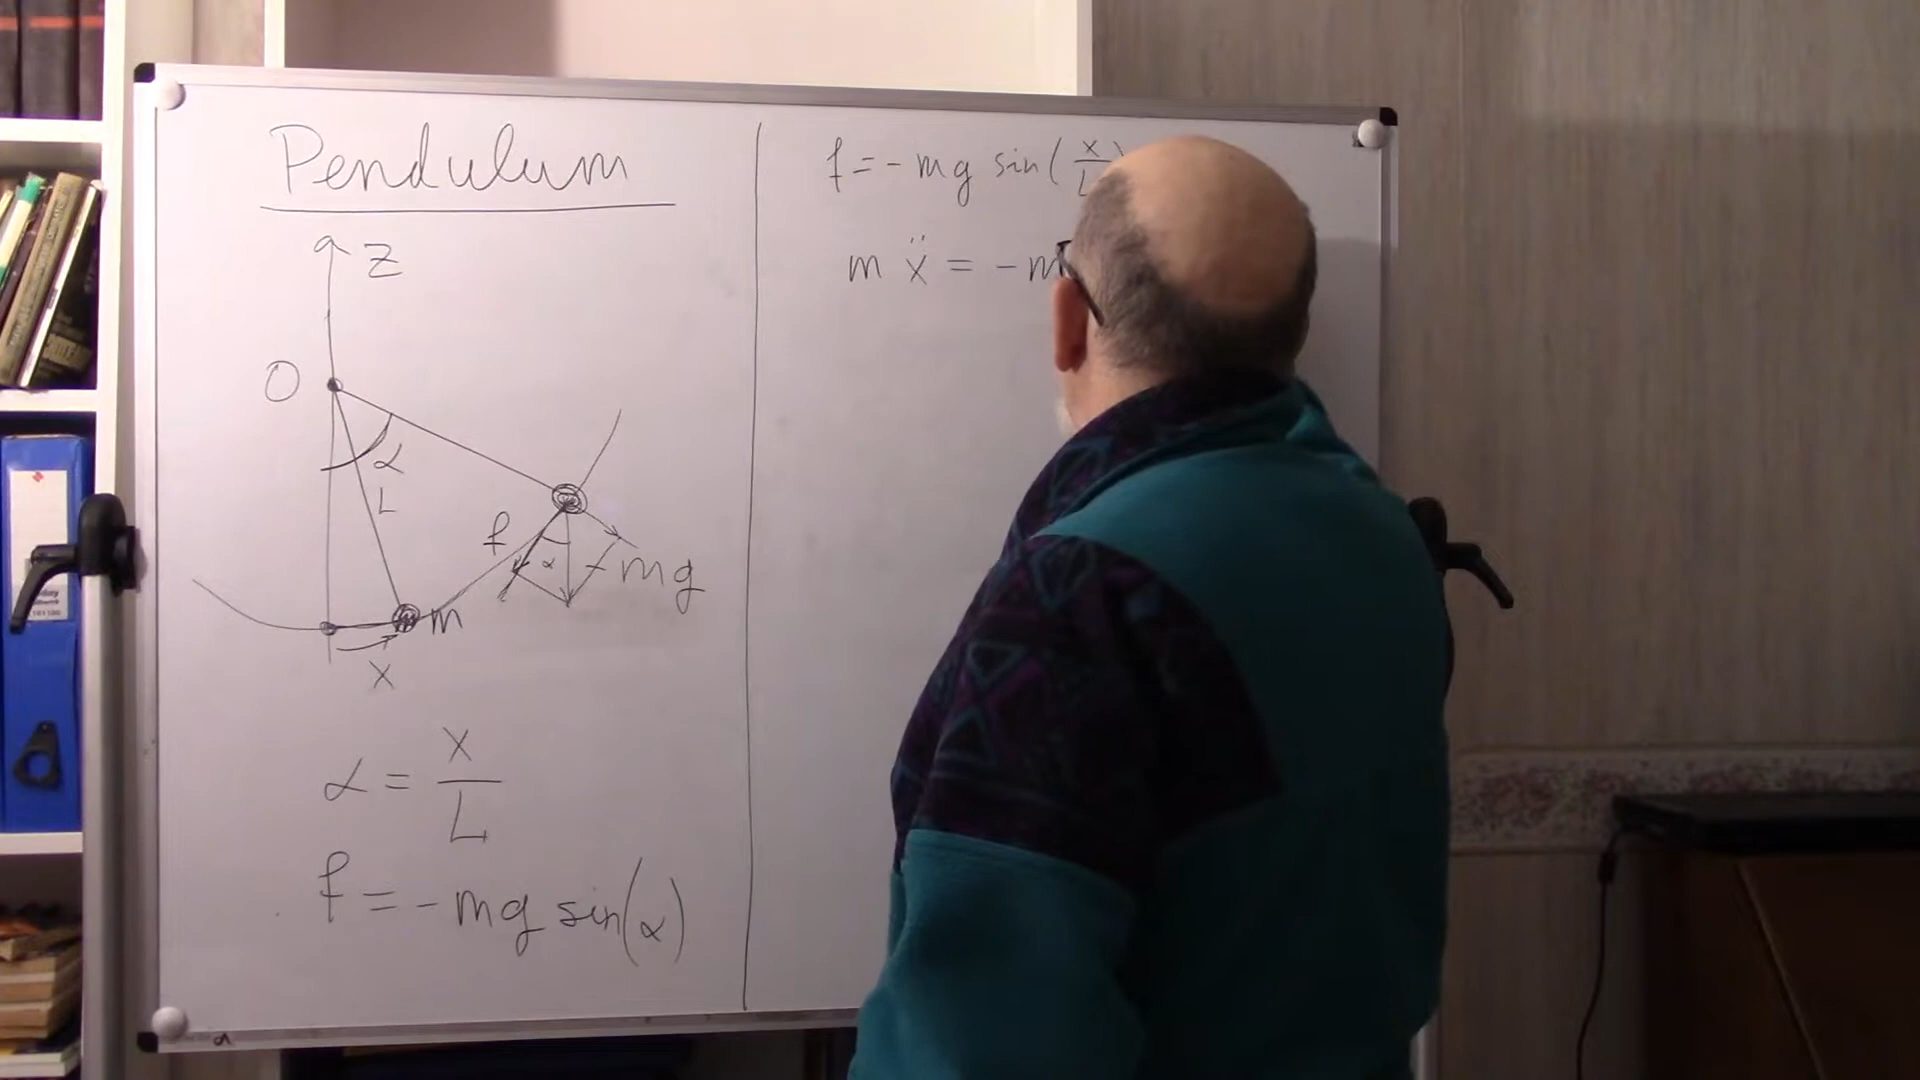 Pendulum
Z
O
α
L
f
α
mg
m
x
α = x/L
f = - mg sin(α)
f = - mg sin(x/L)
m ẍ = - m